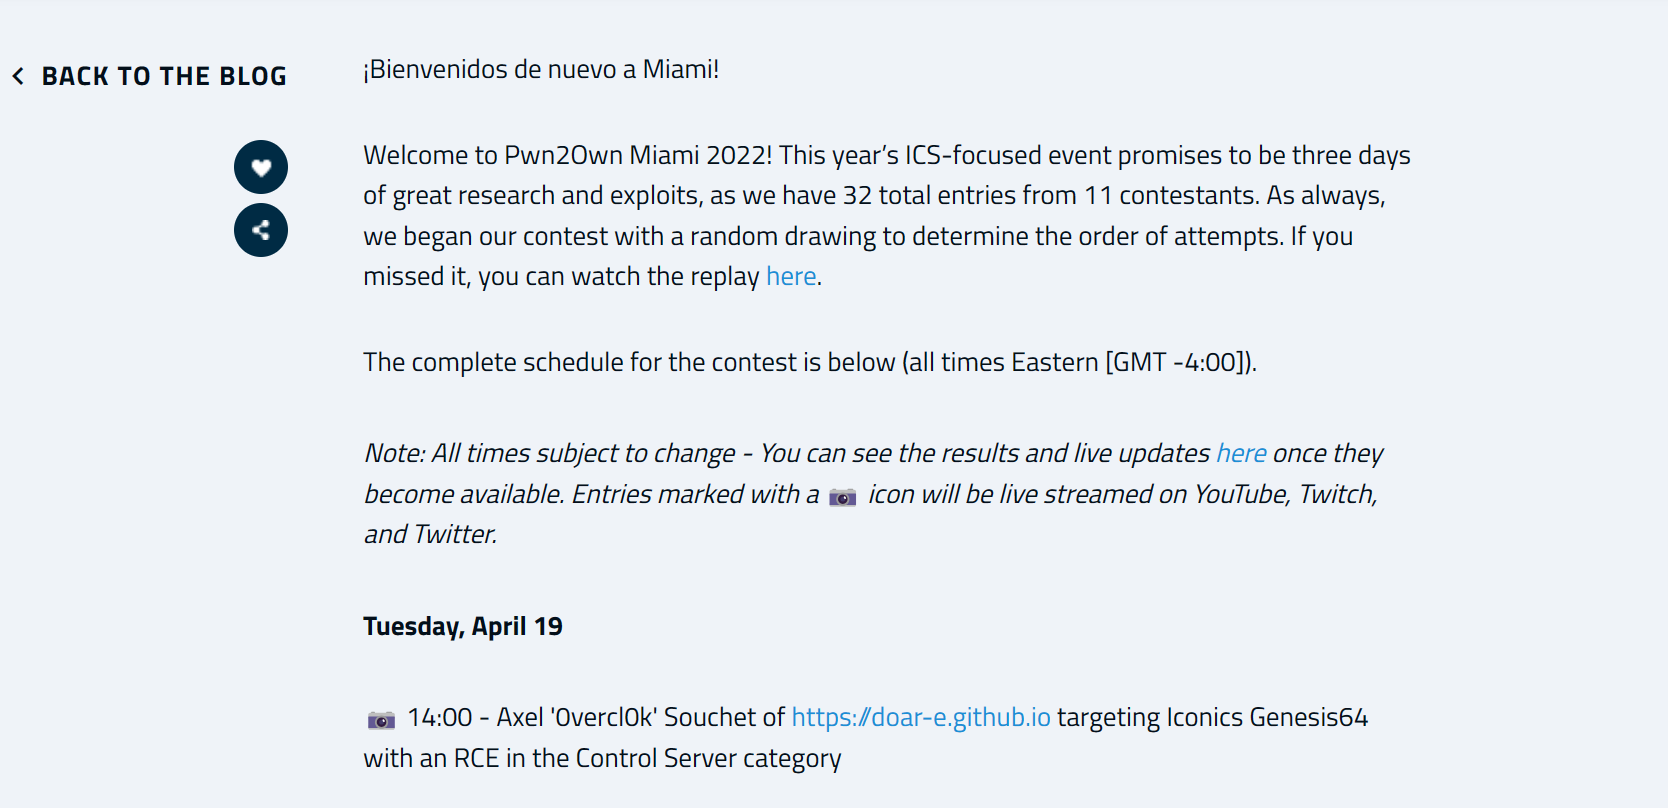 BACK TO THE BLOG
¡Bienvenidos de nuevo a Miami!
Welcome to Pwn2Own Miami 2022! This year’s ICS-focused event promises to be three days
of great research and exploits, as we have 32 total entries from 11 contestants. As always,
we began our contest with a random drawing to determine the order of attempts. If you
missed it, you can watch the replay here.
The complete schedule for the contest is below (all times Eastern [GMT -4:00]).
Note: All times subject to change - You can see the results and live updates here once they
become available. Entries marked with a 📷 icon will be live streamed on YouTube, Twitch,
and Twitter.
Tuesday, April 19
📷 14:00 - Axel '0vercl0k' Souchet of https://doar-e.github.io targeting Iconics Genesis64
with an RCE in the Control Server category